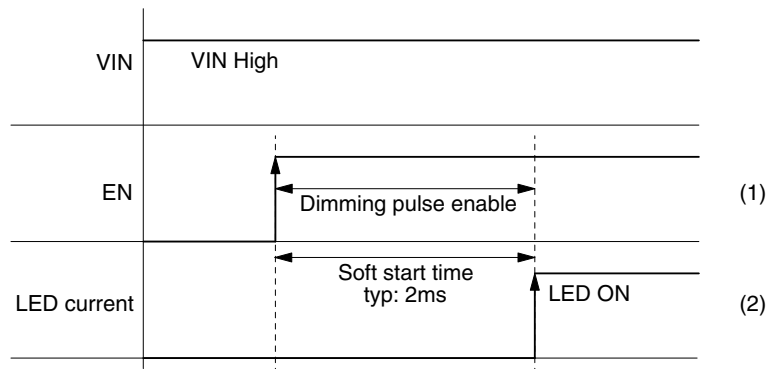 VIN
VIN High
EN
Dimming pulse enable
(1)
Soft start time
typ: 2ms
LED current
LED ON
(2)